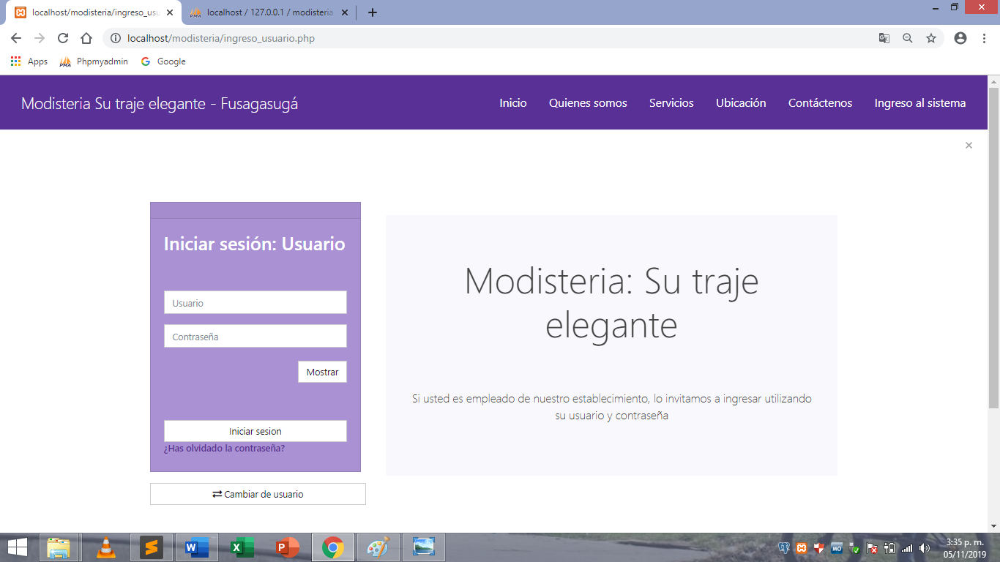 localhost/modisteria/ingreso_usu
localhost / 127.0.0.1 / modisteria
localhost/modisteria/ingreso_usuario.php
Apps Phpmyadmin Google
Modisteria Su traje elegante - Fusagasugá
Inicio Quienes somos Servicios Ubicación Contáctenos Ingreso al sistema
Iniciar sesión: Usuario
Usuario
Contraseña
Mostrar
Iniciar sesion
¿Has olvidado la contraseña?
Cambiar de usuario
Modisteria: Su traje
elegante
Si usted es empleado de nuestro establecimiento, lo invitamos a ingresar utilizando
su usuario y contraseña
3:35 p. m.
05/11/2019